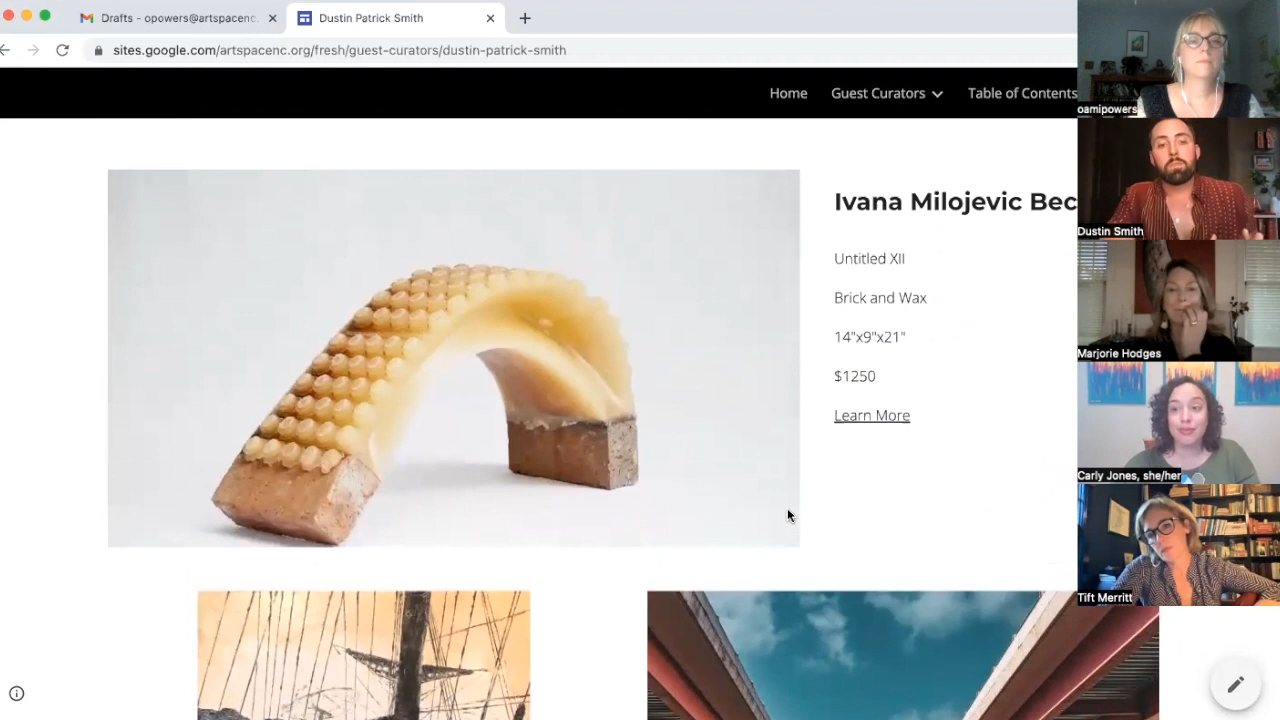 Drafts - opowers@artspacenc.
Dustin Patrick Smith
sites.google.com/artspacenc.org/fresh/guest-curators/dustin-patrick-smith
Home
Guest Curators
Table of Contents
Ivana Milojevic Bec
Untitled XII
Brick and Wax
14"x9"x21"
$1250
Learn More
oamipowers
Dustin Smith
Marjorie Hodges
Carly Jones, she/her
Tift Merritt